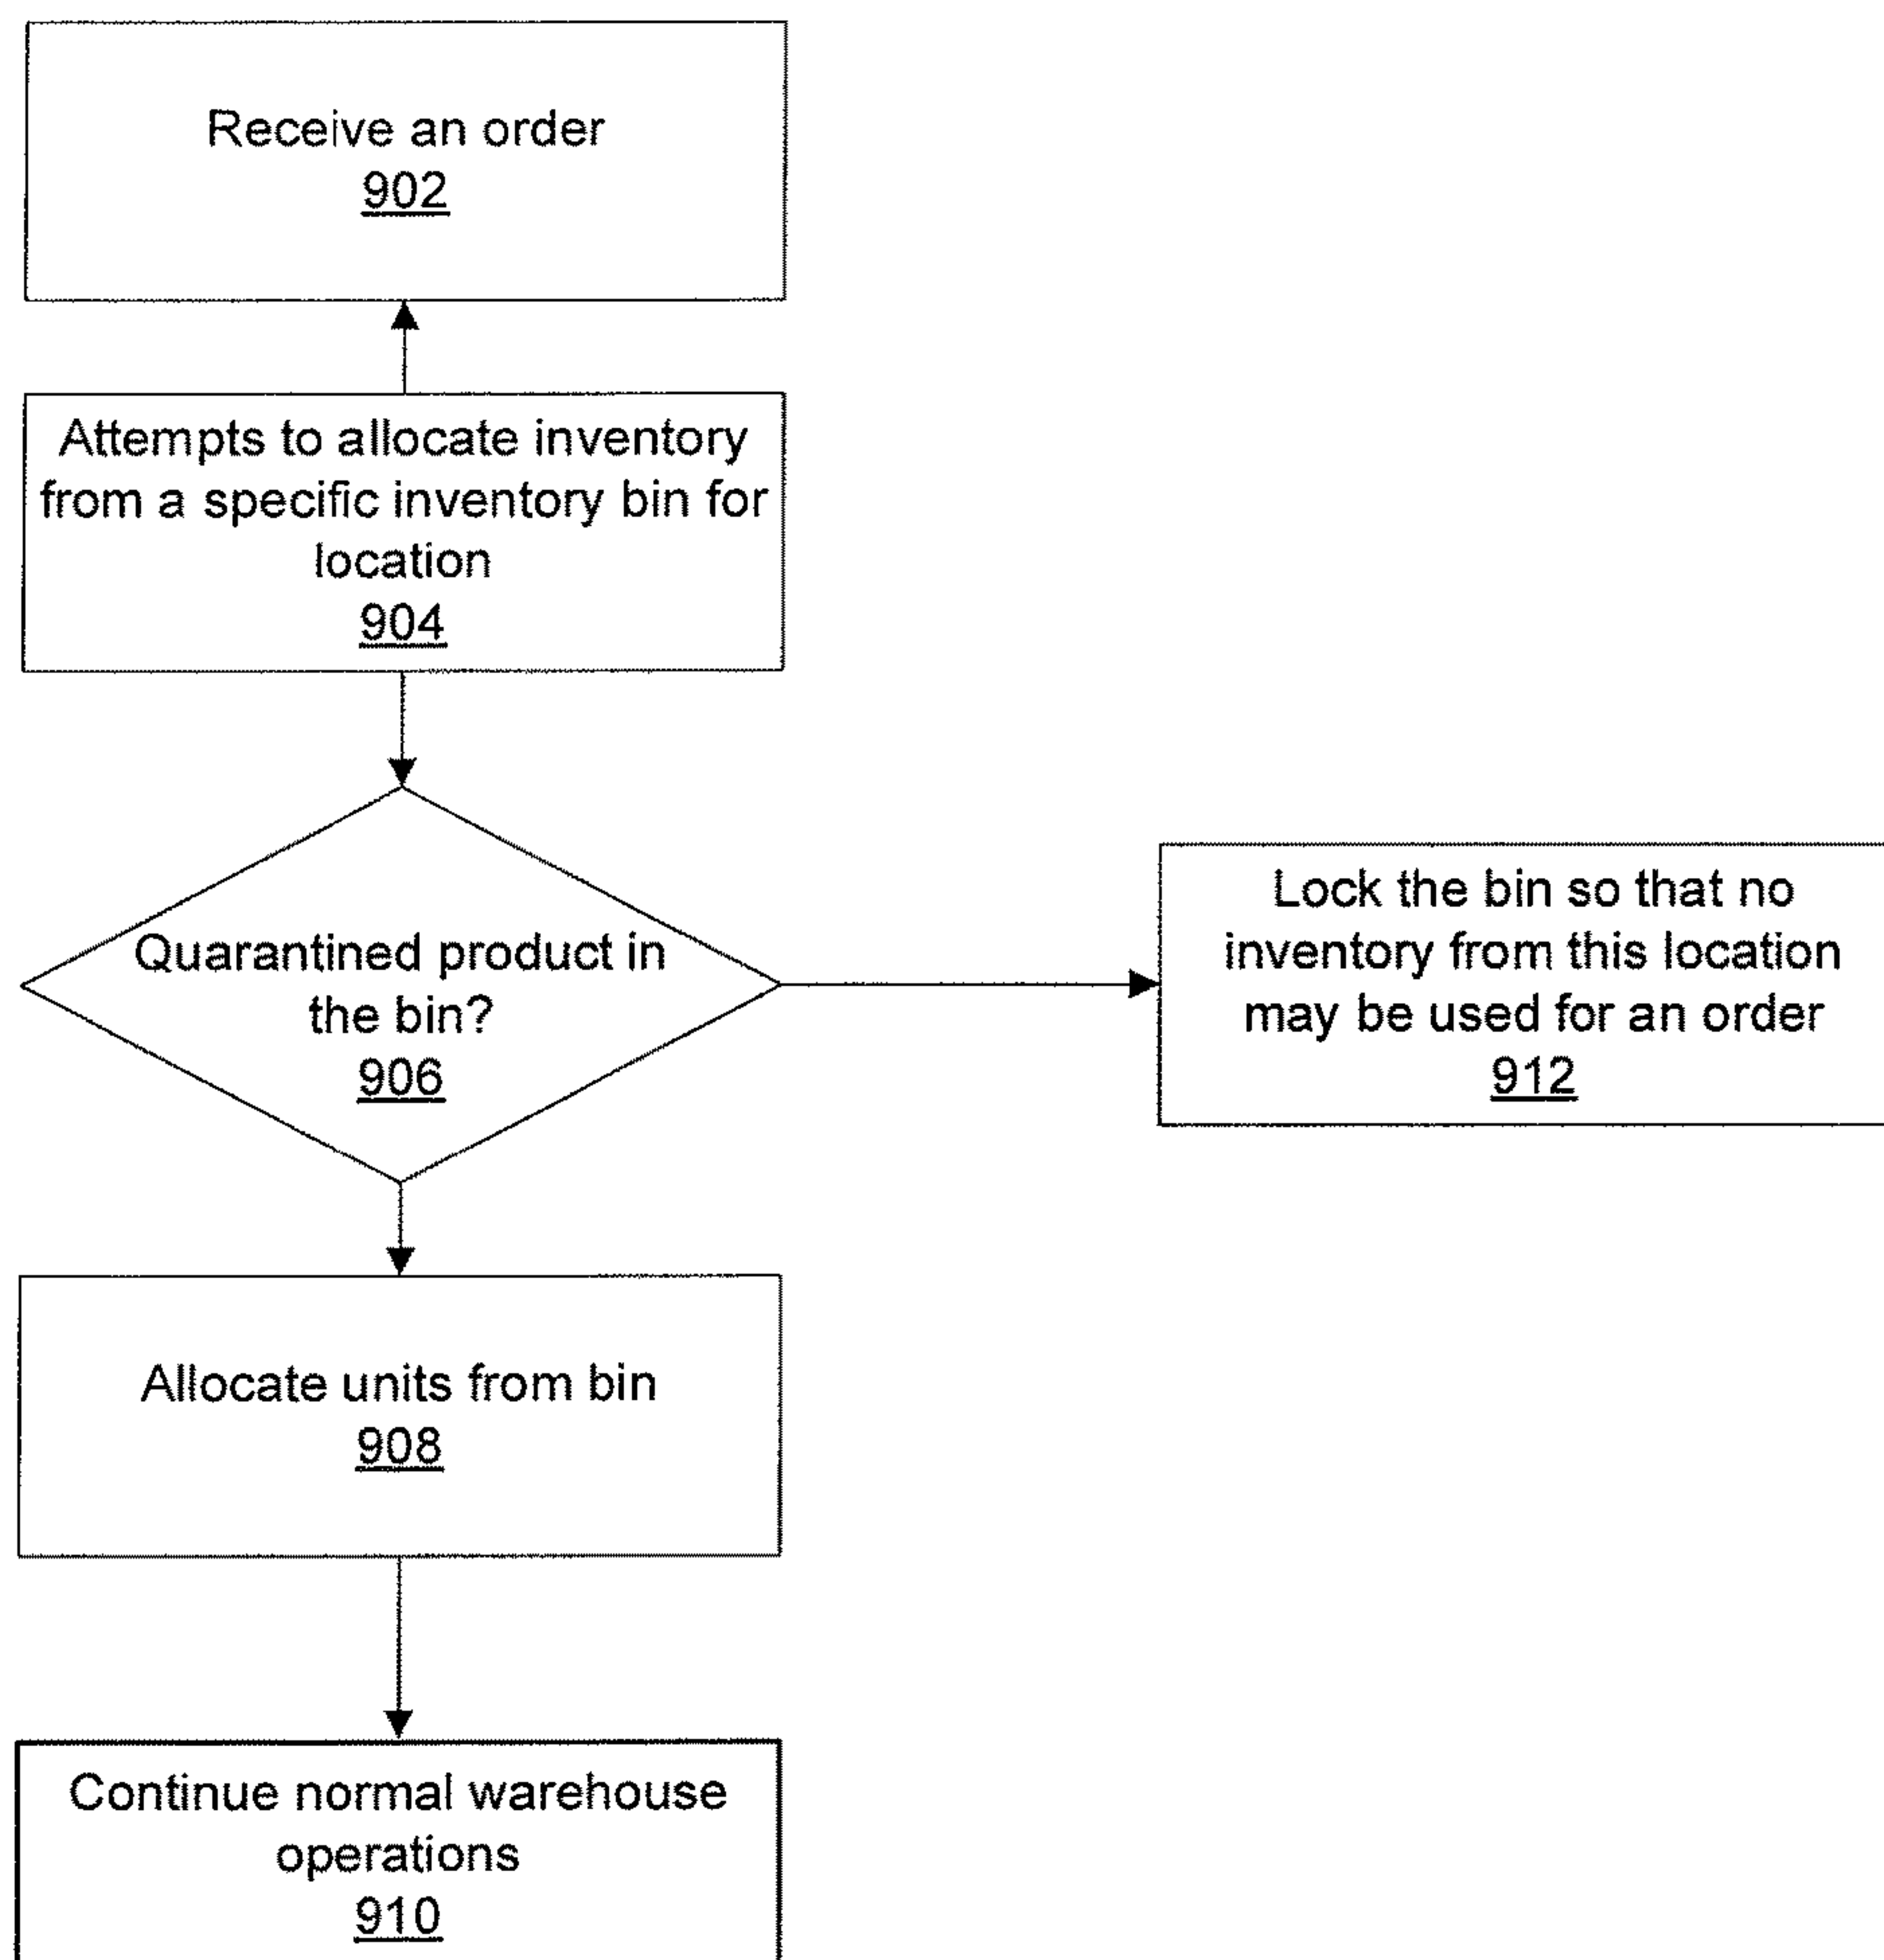 Receive an order
902
Attempts to allocate inventory
from a specific inventory bin for
location
904
Quarantined product in
the bin?
906
Lock the bin so that no
inventory from this location
may be used for an order
912
Allocate units from bin
908
Continue normal warehouse
operations
910